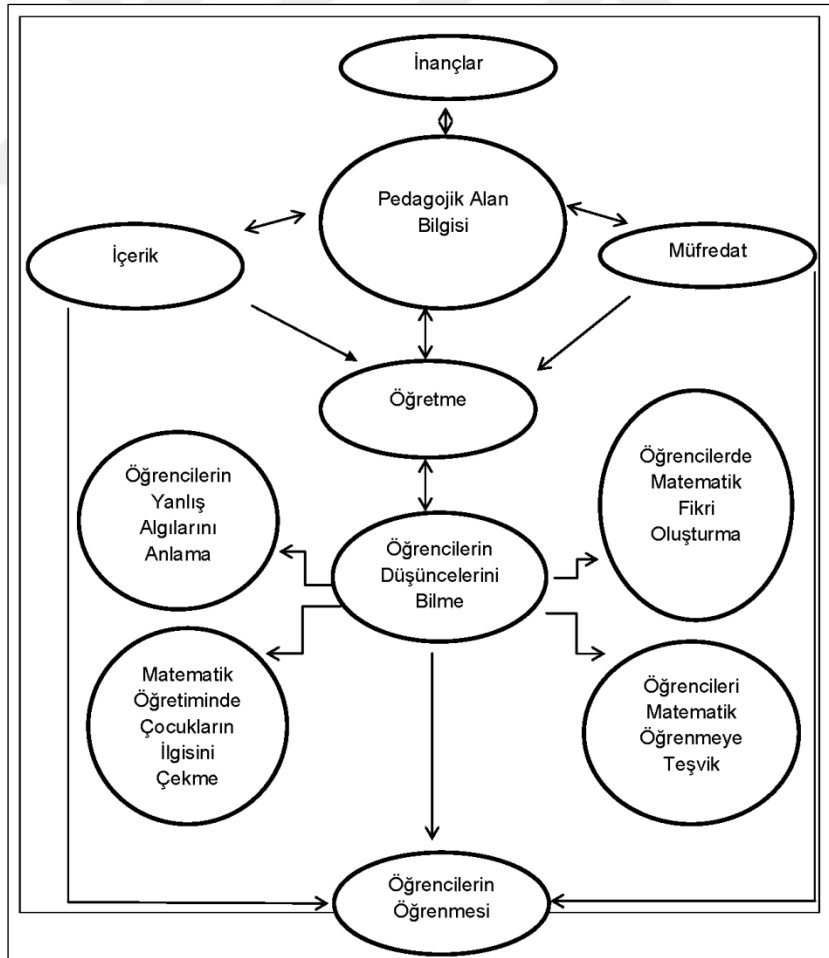 İnançlar
Pedagojik Alan
Bilgisi
İçerik
Müfredat
Öğretme
Öğrencilerin
Yanlış
Algılarını
Anlama
Öğrencilerde
Matematik
Fikri
Oluşturma
Öğrencilerin
Düşüncelerini
Bilme
Matematik
Öğretiminde
Çocukların
İlgisini
Çekme
Öğrencileri
Matematik
Öğrenmeye
Teşvik
Öğrencilerin
Öğrenmesi